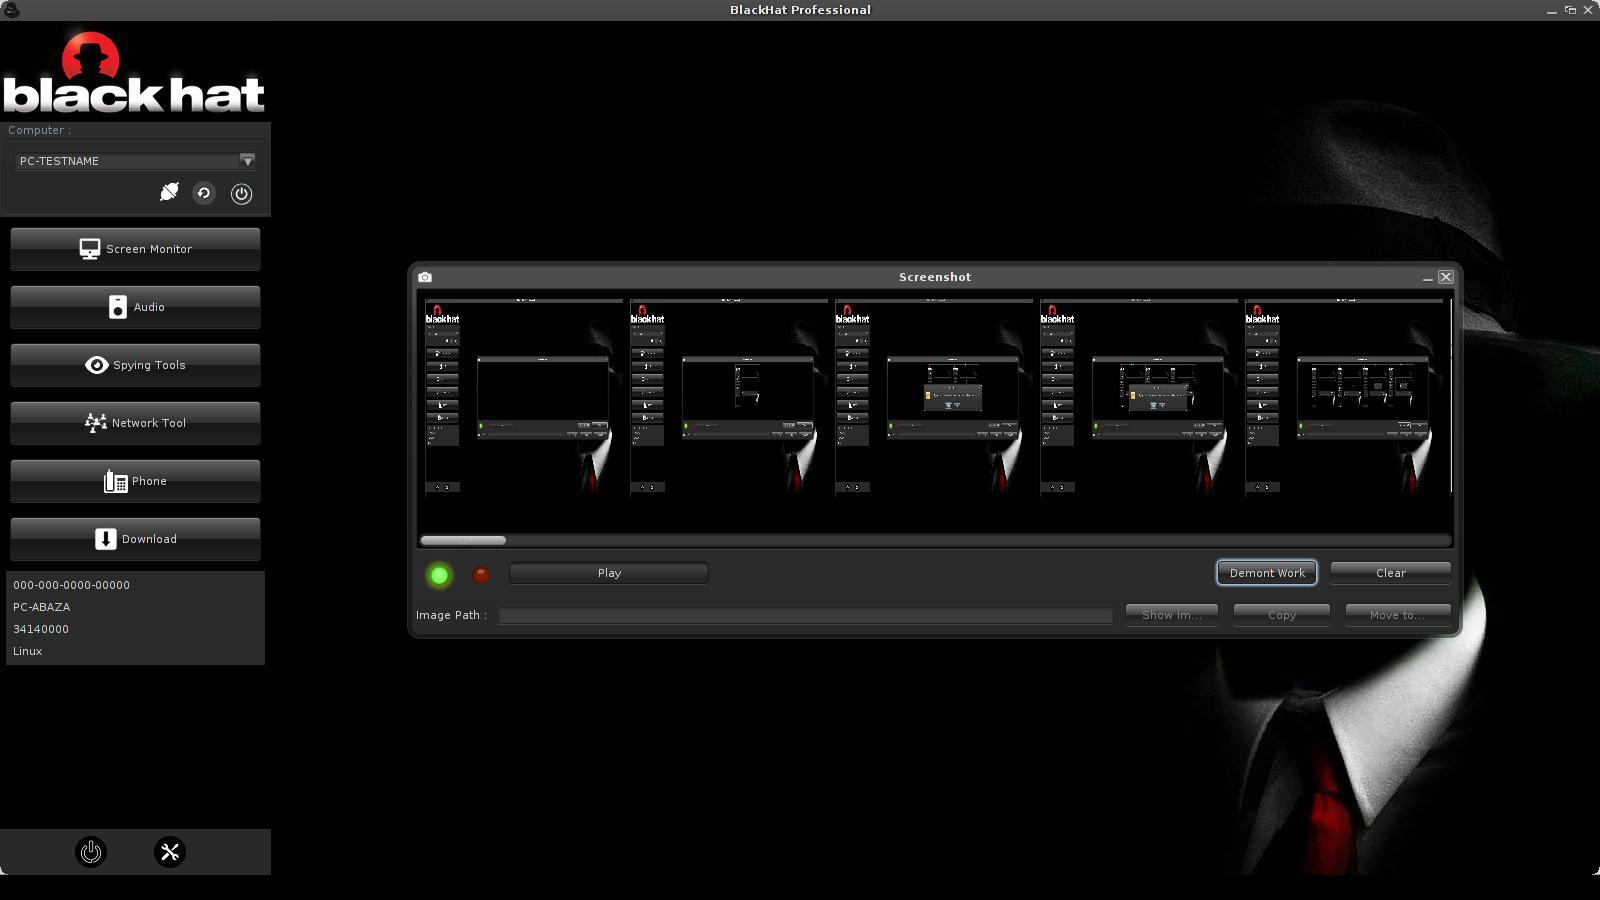 BlackHat Professional
black hat
Computer :
PC-TESTNAME
Screen Monitor
Audio
Spying Tools
Network Tool
Phone
Download
000-000-0000-00000
PC-ABAZA
34140000
Linux
Screenshot
blackhat
blackhat
blackhat
blackhat
blackhat
Play
Demont Work
Clear
Image Path :
Show Im...
Copy
Move to...